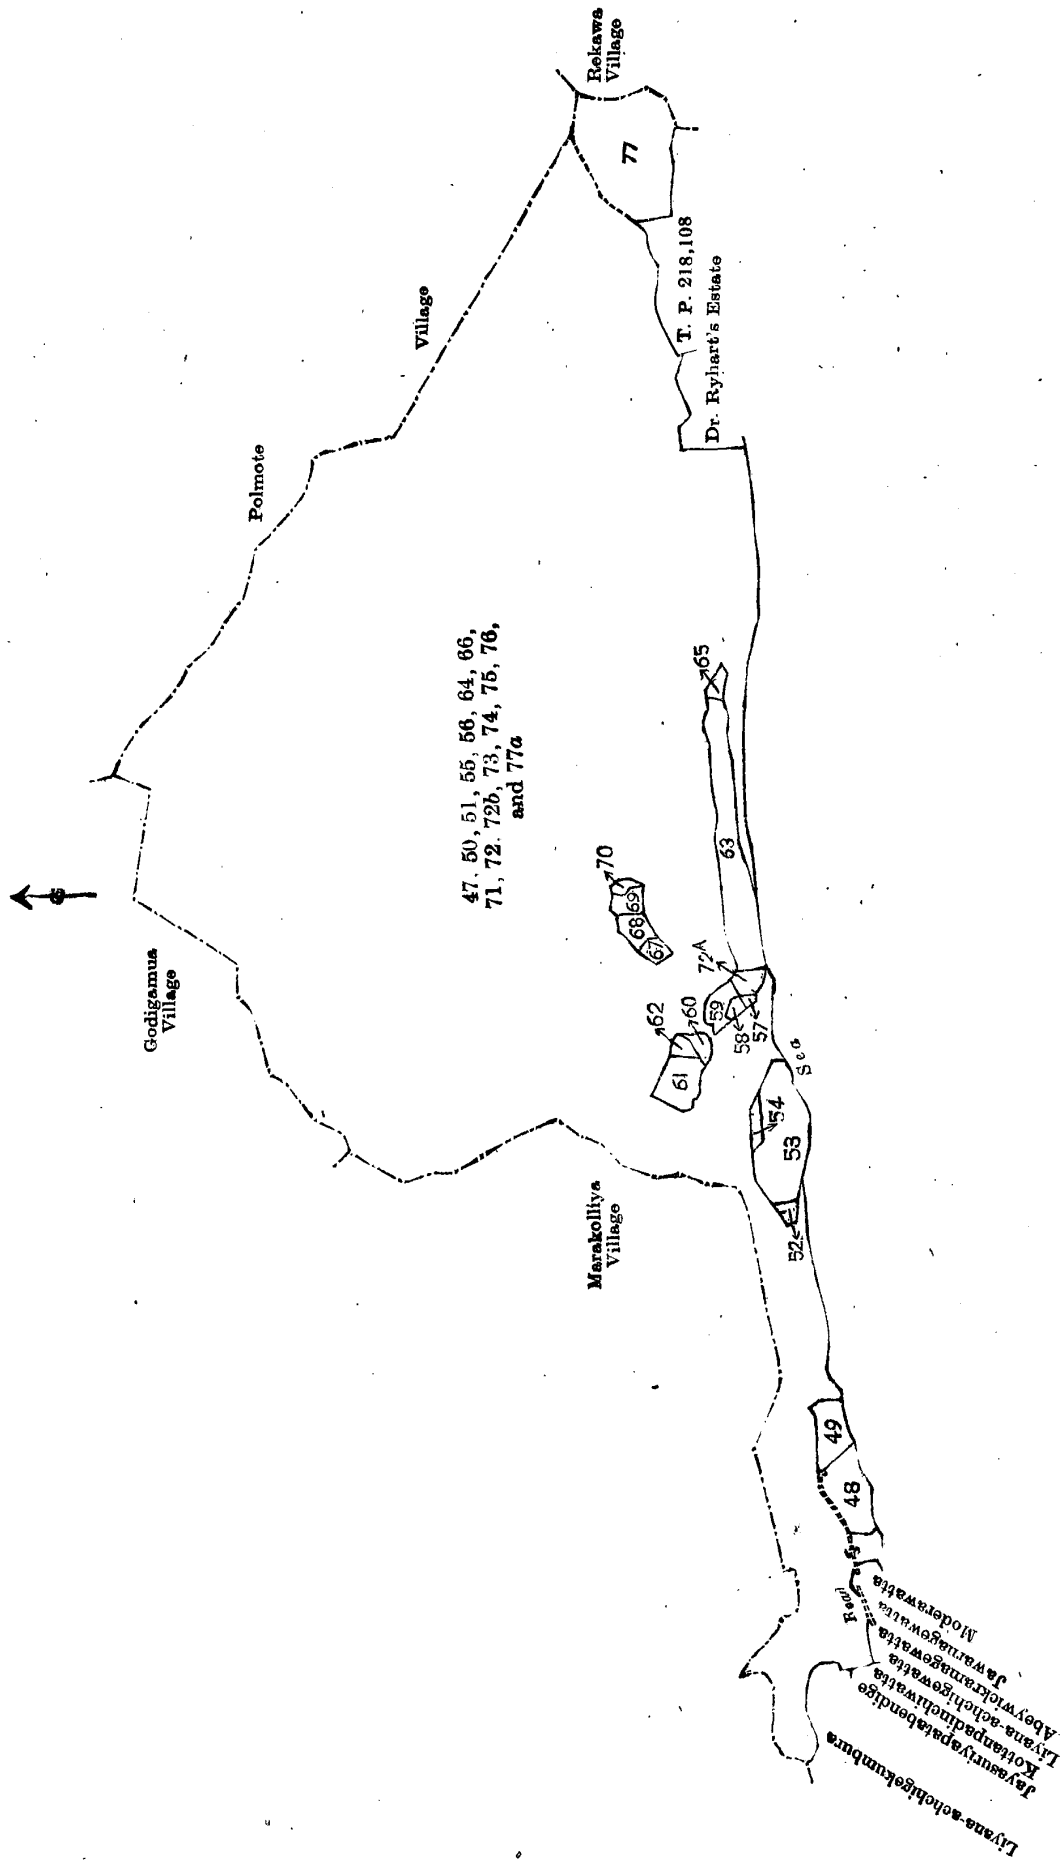 Rekawa
Village
77
T. P. 218,108
Dr. Ryhart's Estate
Village
Polmote
47, 50, 51, 55, 56, 64, 66,
71, 72. 72b, 73, 74, 75, 76,
and 77a
65
63
70
69
68
67
72A
59
58
57
62
60
61
Godigamua
Village
Sea
54
53
52
Marakolliya
Village
49
48
Road
Moderawatta
Jawarnagewatta
Abeywickramagewatta
Liyana-achchigewatta
Kottanpadinchiwatta
Jayasuriyapatabendige
Liyana-achchigekumbura